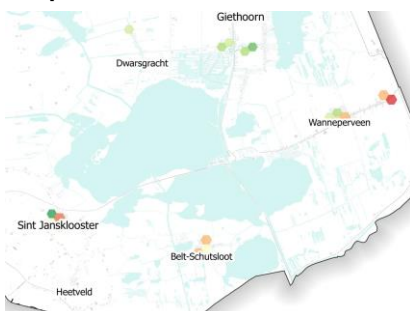 Giethoorn
Dwarsgracht
Wanneperveen
Sint Jansklooster
Belt-Schutsloot
Heetveld